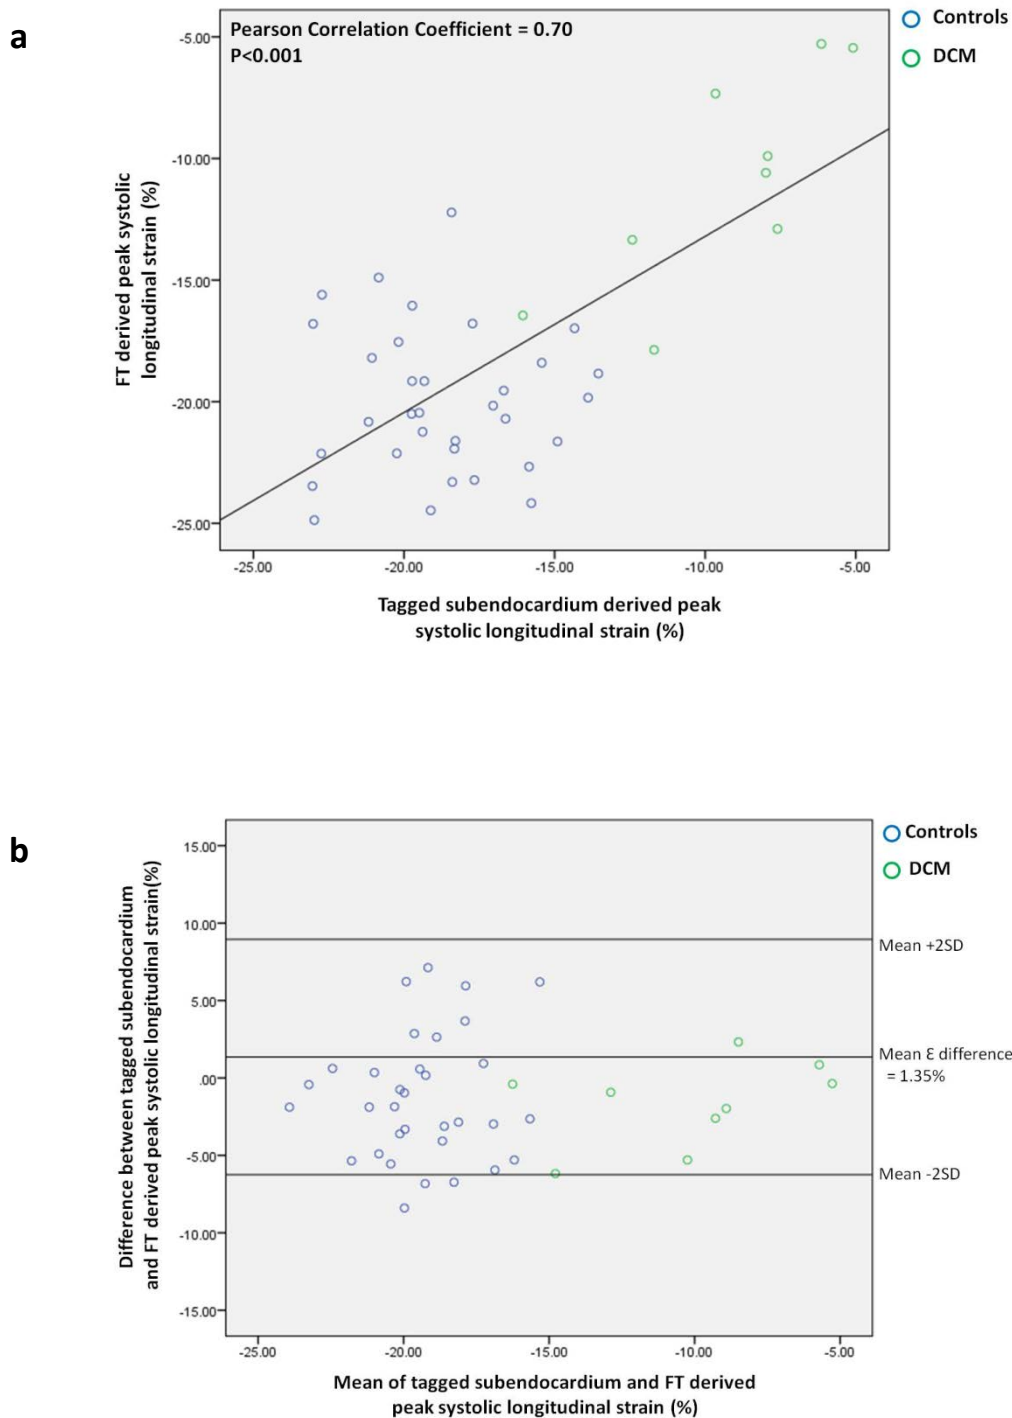 a
Pearson Correlation Coefficient = 0.70
P<0.001
Controls
DCM
-5.00
-10.00
-15.00
-20.00
-25.00
FT derived peak systolic
longitudinal strain (%)
-25.00
-20.00
-15.00
-10.00
-5.00
Tagged subendocardium derived peak
systolic longitudinal strain (%)
b
Controls
DCM
15.00
10.00
5.00
.00
-5.00
-10.00
-15.00
Difference between tagged subendocardium
and FT derived peak systolic longitudinal strain(%)
Mean +2SD
Mean Ɛ difference
= 1.35%
Mean -2SD
-25.00
-20.00
-15.00
-10.00
-5.00
Mean of tagged subendocardium and FT derived
peak systolic longitudinal strain (%)